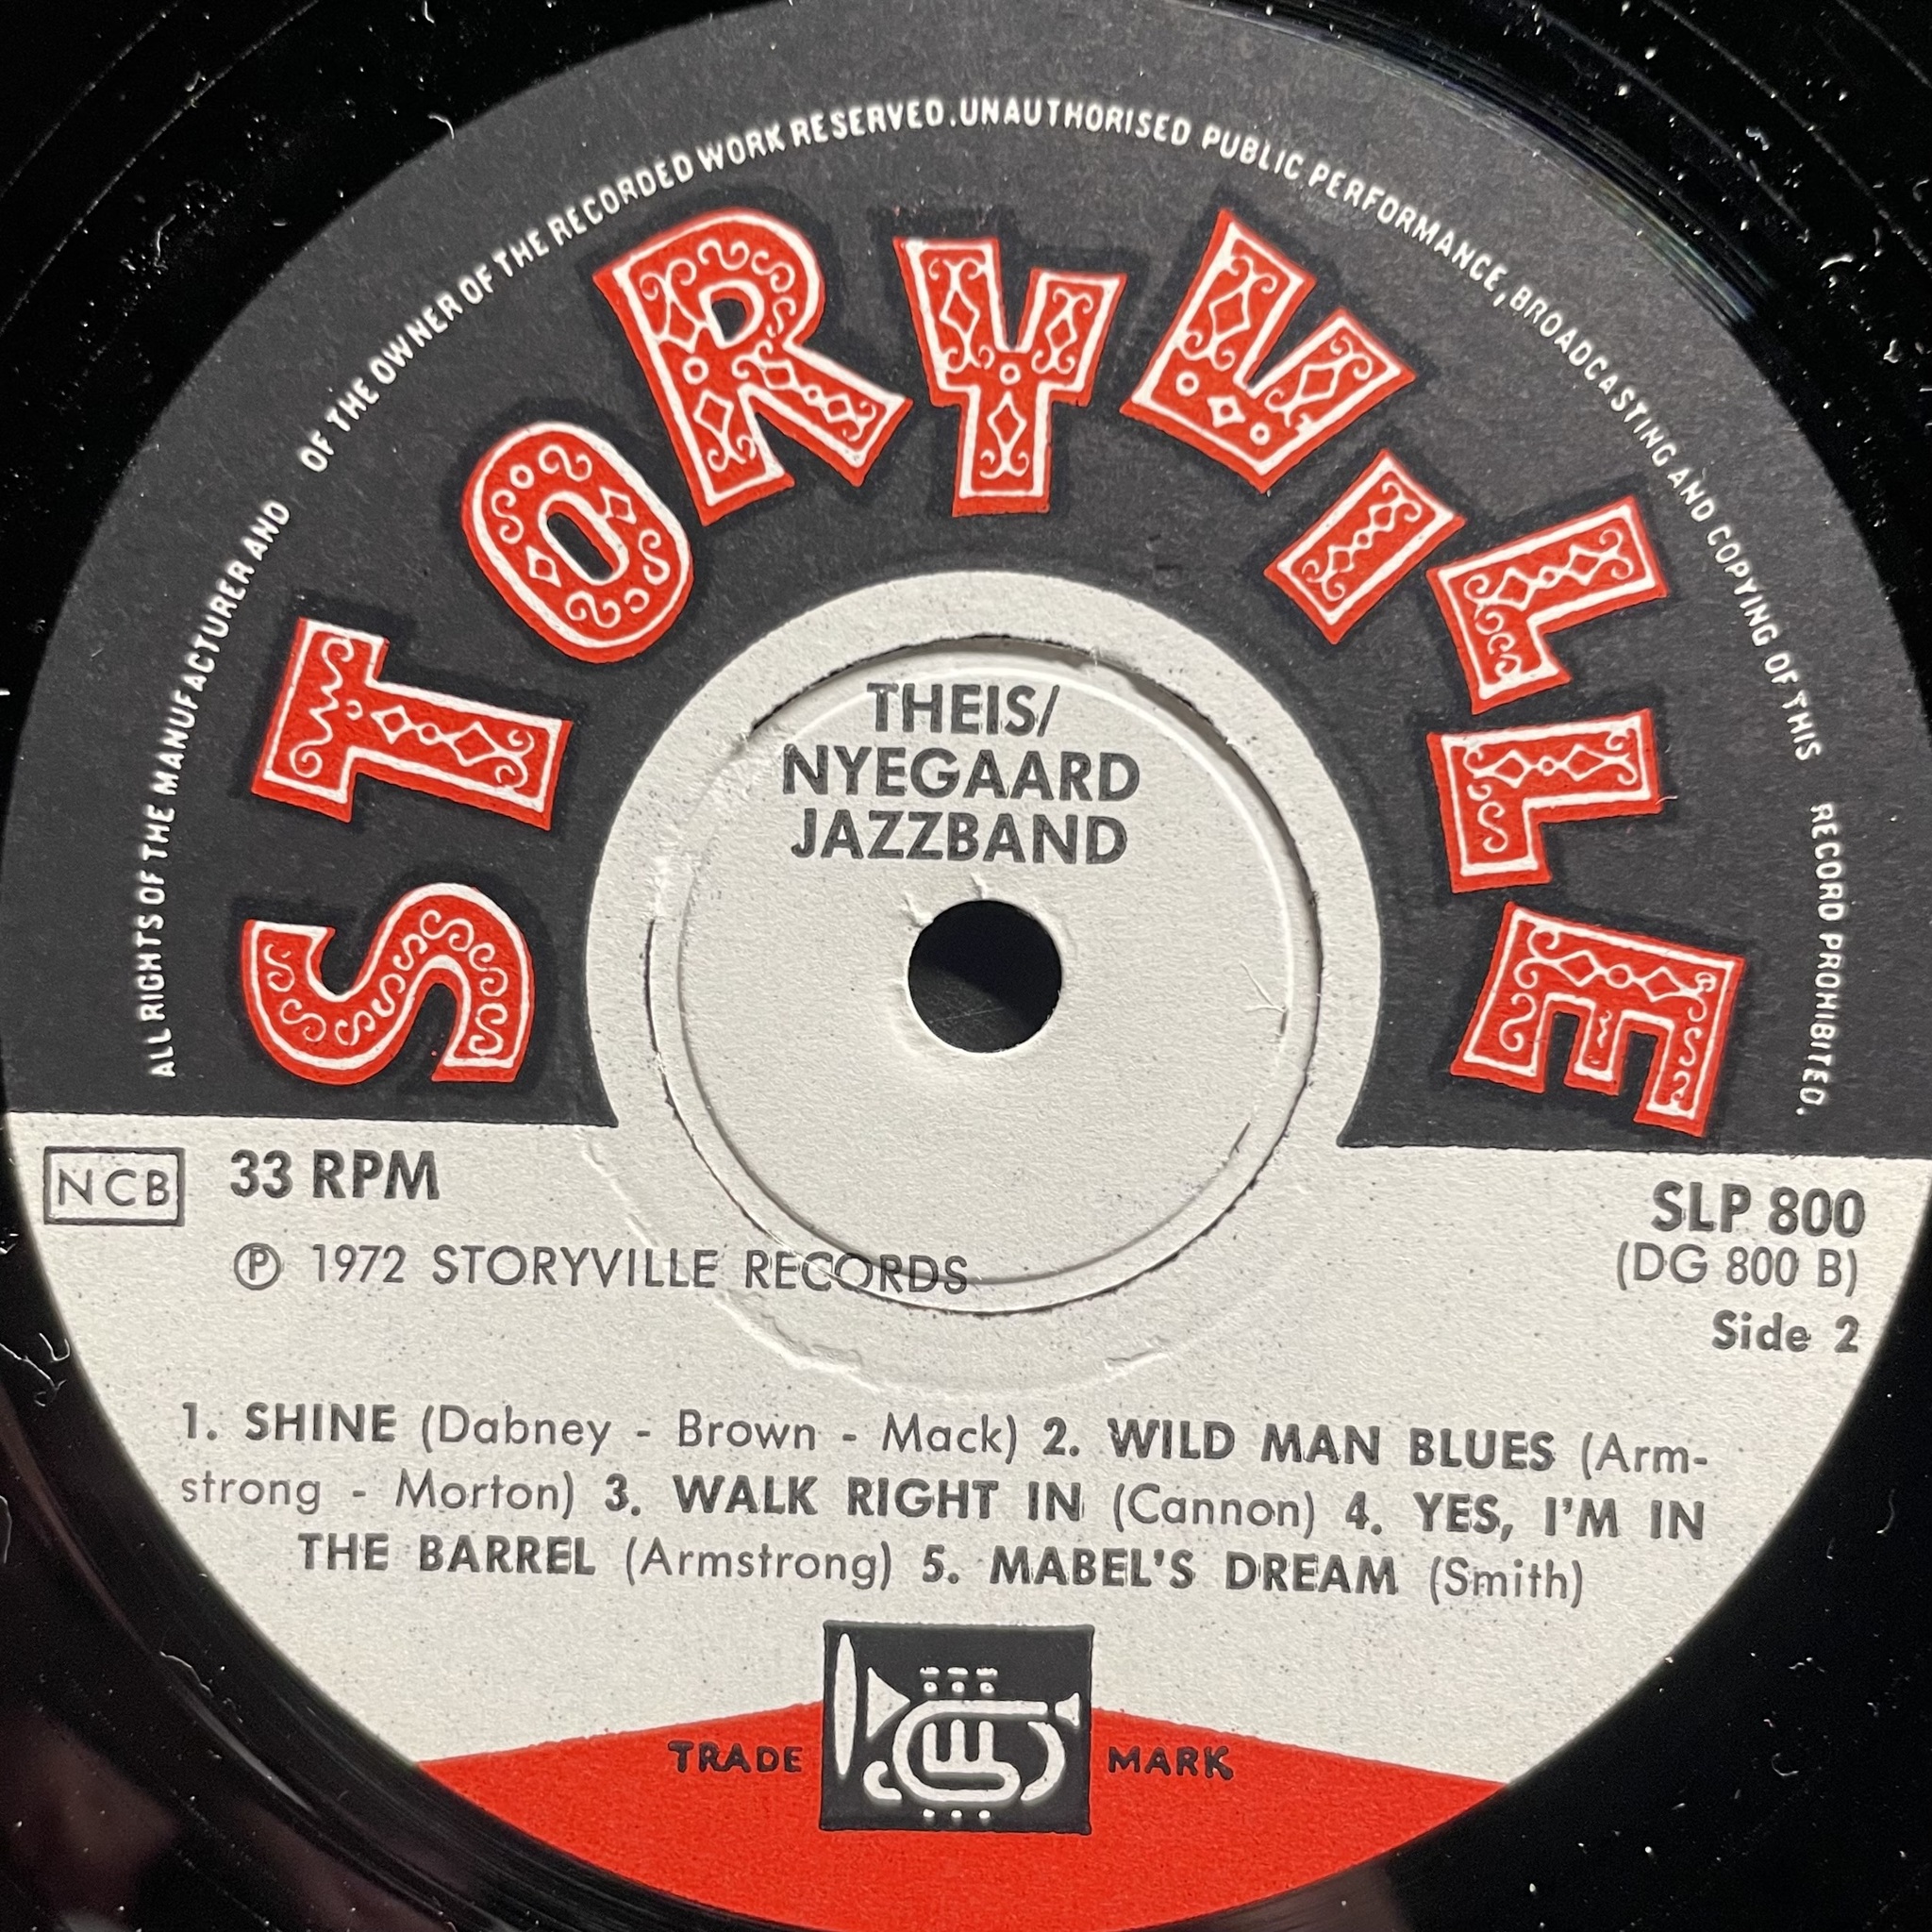 ALL RIGHTS OF THE MANUFACTURER AND OF THE OWNER OF THE RECORDED WORK RESERVED. UNAUTHORISED PUBLIC PERFORMANCE, BROADCASTING AND COPYING OF THIS RECORD PROHIBITED.
STORYVILLE
THEIS/
NYEGAARD
JAZZBAND
NCB 33 RPM
℗ 1972 STORYVILLE RECORDS
SLP 800
(DG 800 B)
Side 2
1. SHINE (Dabney - Brown - Mack) 2. WILD MAN BLUES (Arm-
strong - Morton) 3. WALK RIGHT IN (Cannon) 4. YES, I'M IN
THE BARREL (Armstrong) 5. MABEL'S DREAM (Smith)
TRADE MARK